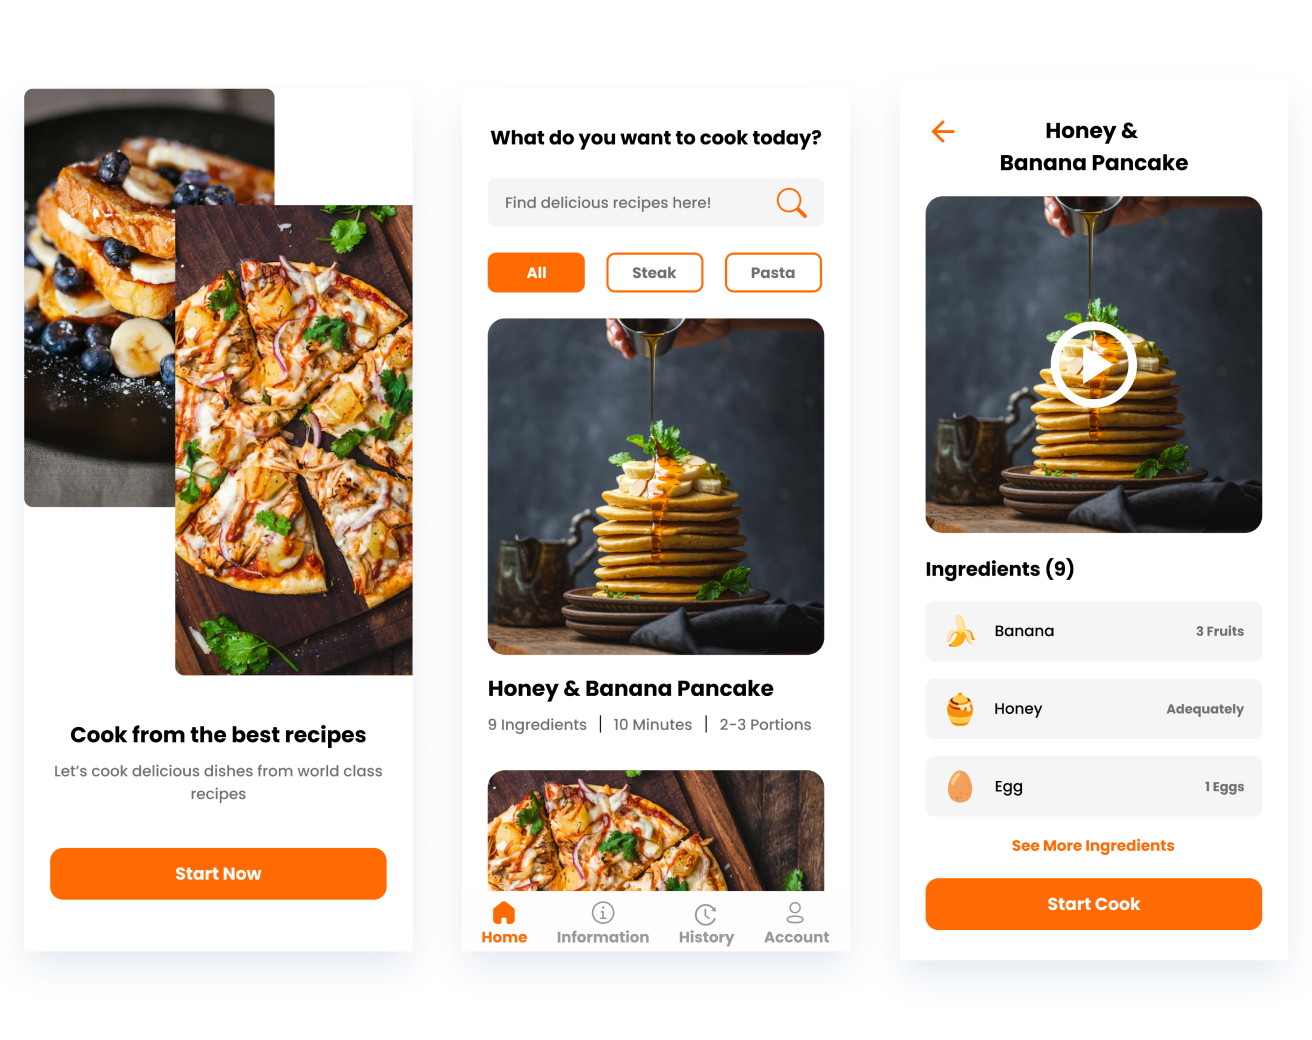 Cook from the best recipes
Let's cook delicious dishes from world class
recipes
Start Now
What do you want to cook today?
Find delicious recipes here!
All
Steak
Pasta
Honey & Banana Pancake
9 Ingredients | 10 Minutes | 2-3 Portions
Home
Information
History
Account
Honey &
Banana Pancake
Ingredients (9)
Banana 3 Fruits
Honey Adequately
Egg 1 Eggs
See More Ingredients
Start Cook